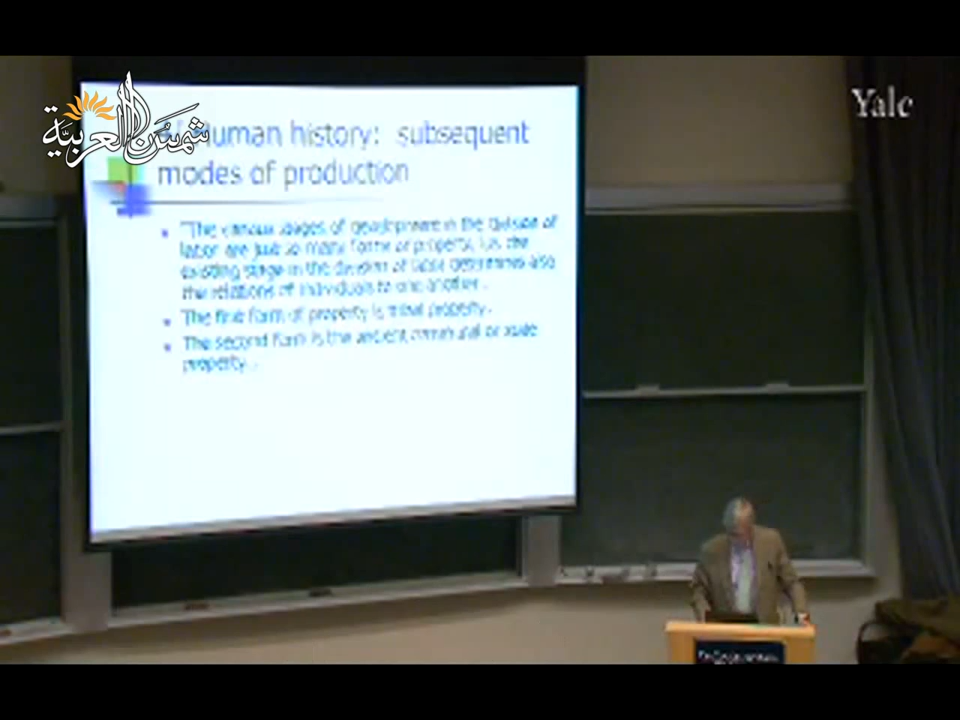 شمس العربية
Yale
Human history: subsequent
modes of production
"The various stages of development in the division of
labor are just so many forms of property, i.e. the
existing stage in the division of labor determines also
the relations of individuals to one another.
The first form of property is tribal property.
The second form is the ancient communal or state
property..